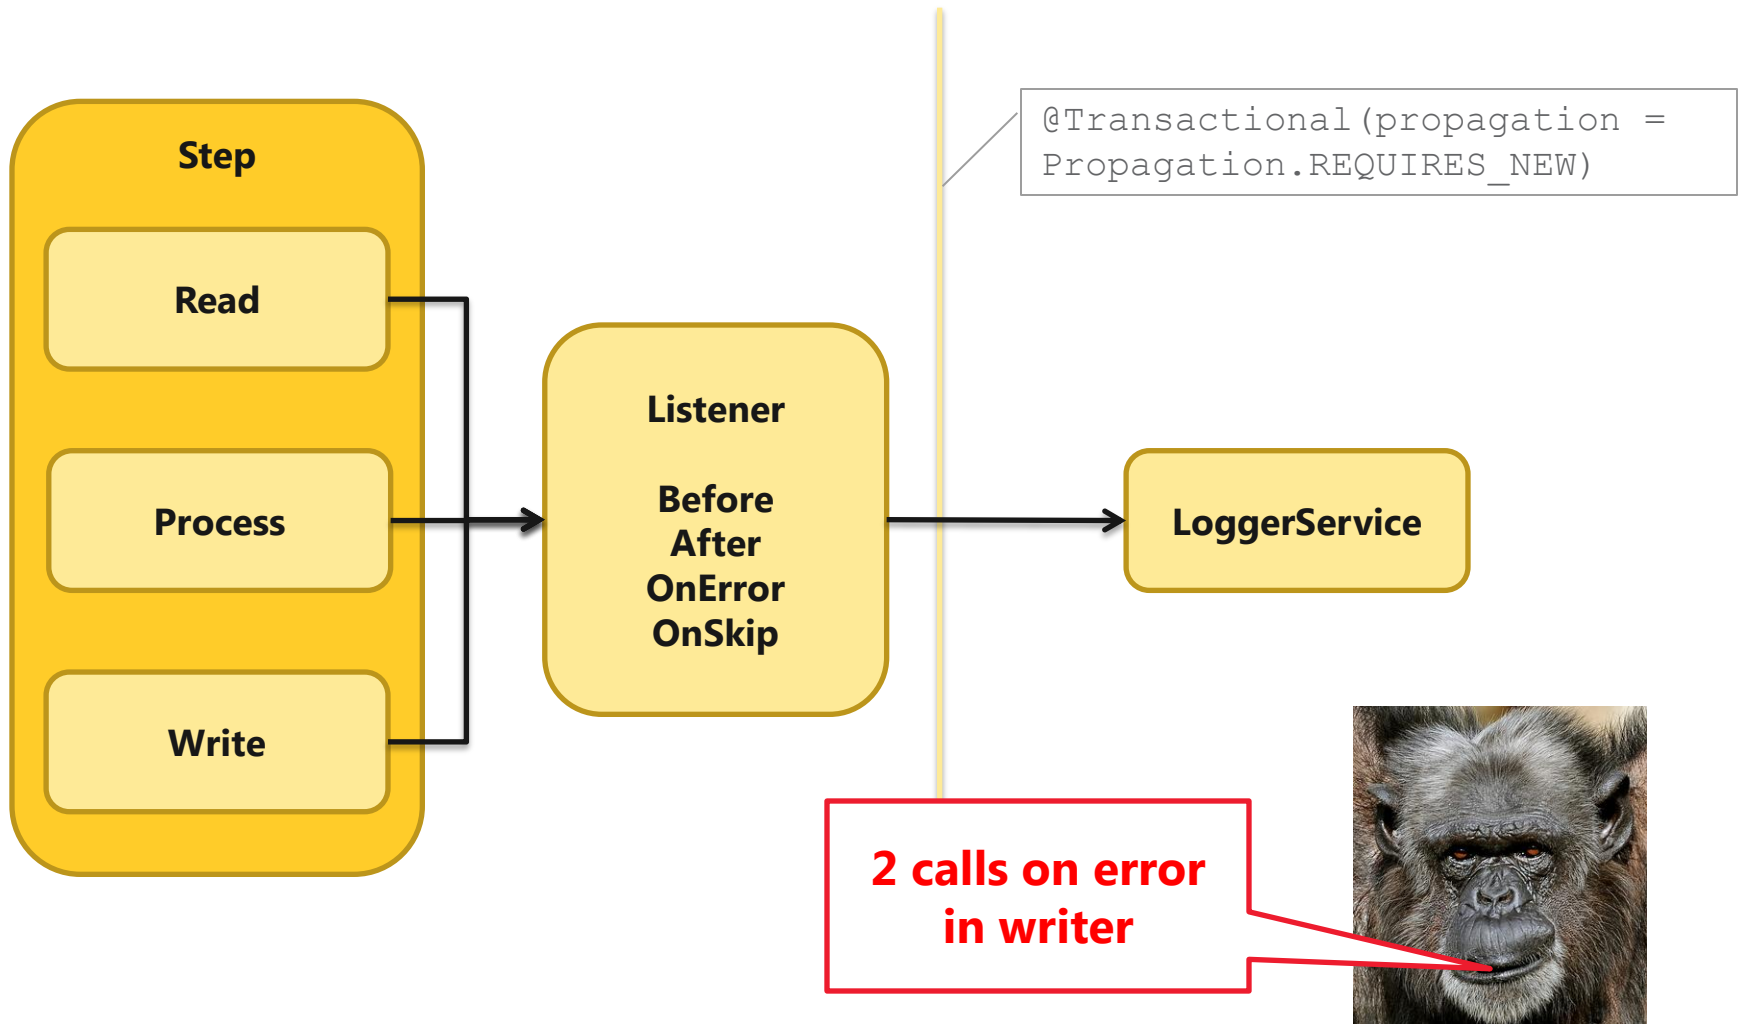 @Transactional(propagation =
Propagation.REQUIRES_NEW)
Step
Read
Process
Write
Listener
Before
After
OnError
OnSkip
LoggerService
2 calls on error
in writer